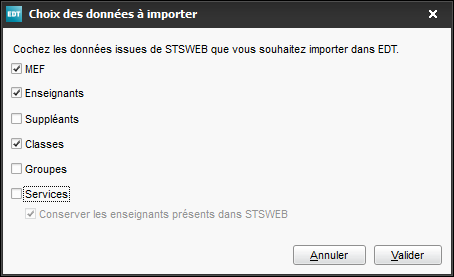 EDT Choix des données à importer
Cochez les données issues de STSWEB que vous souhaitez importer dans EDT.
MEF
Enseignants
Suppléants
Classes
Groupes
Services
Conserver les enseignants présents dans STSWEB
Annuler Valider